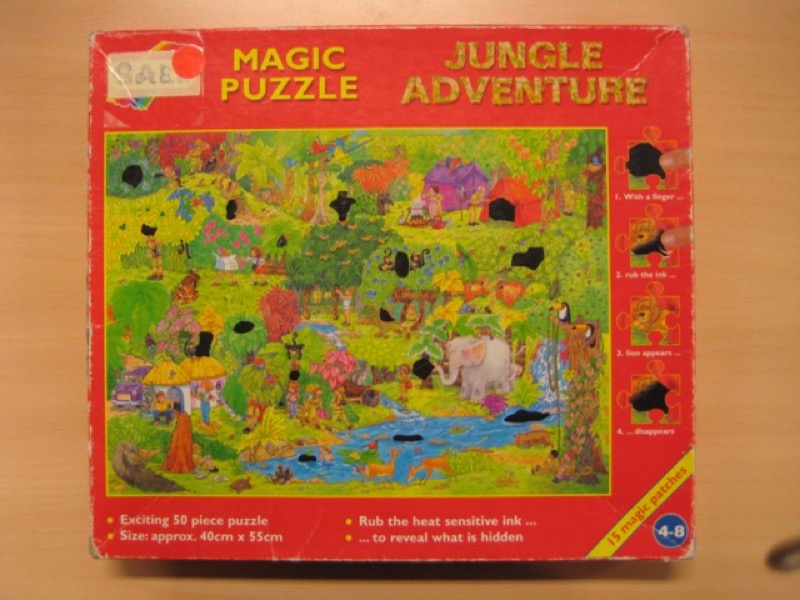 MAGIC
PUZZLE
JUNGLE
ADVENTURE
1. With a finger ...
2. rub the ink ...
3. lion appears ...
4. ... disappears
• Exciting 50 piece puzzle
• Size: approx. 40cm x 55cm
• Rub the heat sensitive ink ...
• ... to reveal what is hidden
15 magic patches
4-8